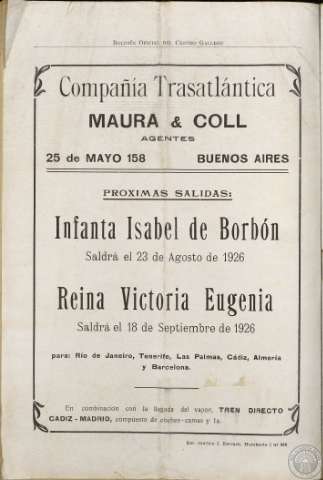 BOLETÍN OFICIAL DEL CENTRO GALLEGO
Compañía Trasatlántica
MAURA & COLL
AGENTES
25 de MAYO 158 BUENOS AIRES
PROXIMAS SALIDAS:
Infanta Isabel de Borbón
Saldrá el 23 de Agosto de 1926
Reina Victoria Eugenia
Saldrá el 18 de Septiembre de 1926
para: Río de Janeiro, Tenerife, Las Palmas, Cádiz, Almería
y Barcelona.
En combinación con la llegada del vapor, TREN DIRECTO
CADIZ - MADRID, compuesto de coches-camas y 1a.